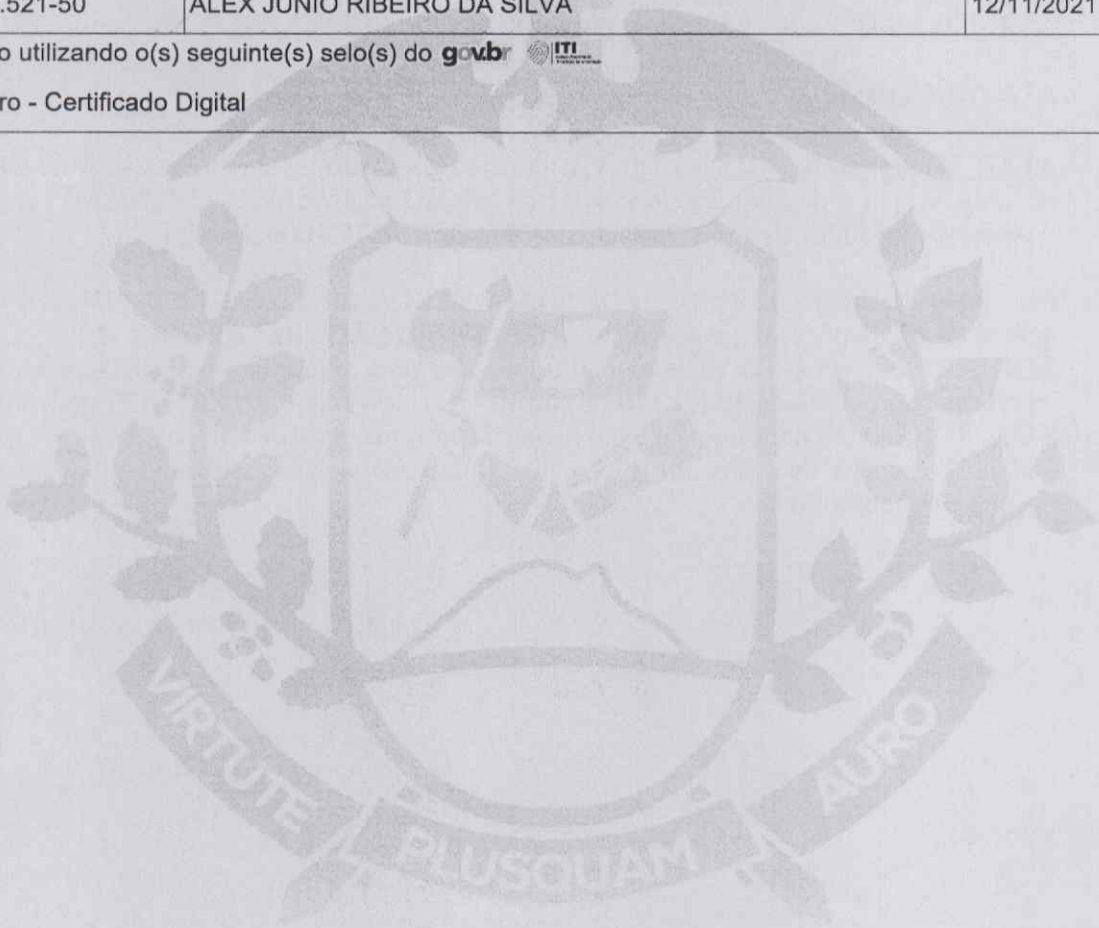 .521-50 ALEX JUNIO RIBEIRO DA SILVA 12/11/2021
o utilizando o(s) seguinte(s) selo(s) do gov.br ITI
ro - Certificado Digital
VIRTUTE PLUSQUAM AURO